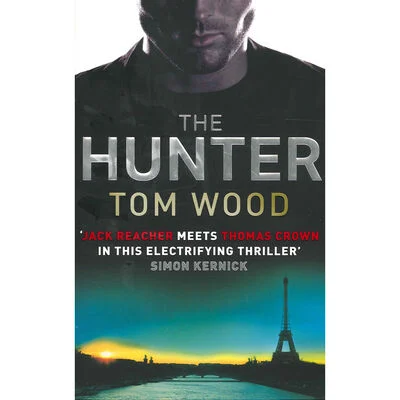 THE
HUNTER
TOM WOOD
'JACK REACHER MEETS THOMAS CROWN
IN THIS ELECTRIFYING THRILLER'
SIMON KERNICK